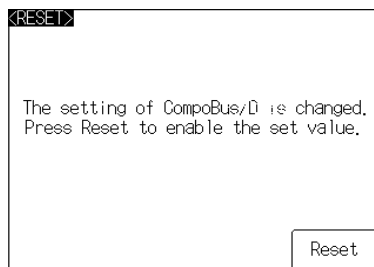 <RESET>
The setting of CompoBus/D is changed.
Press Reset to enable the set value.
Reset